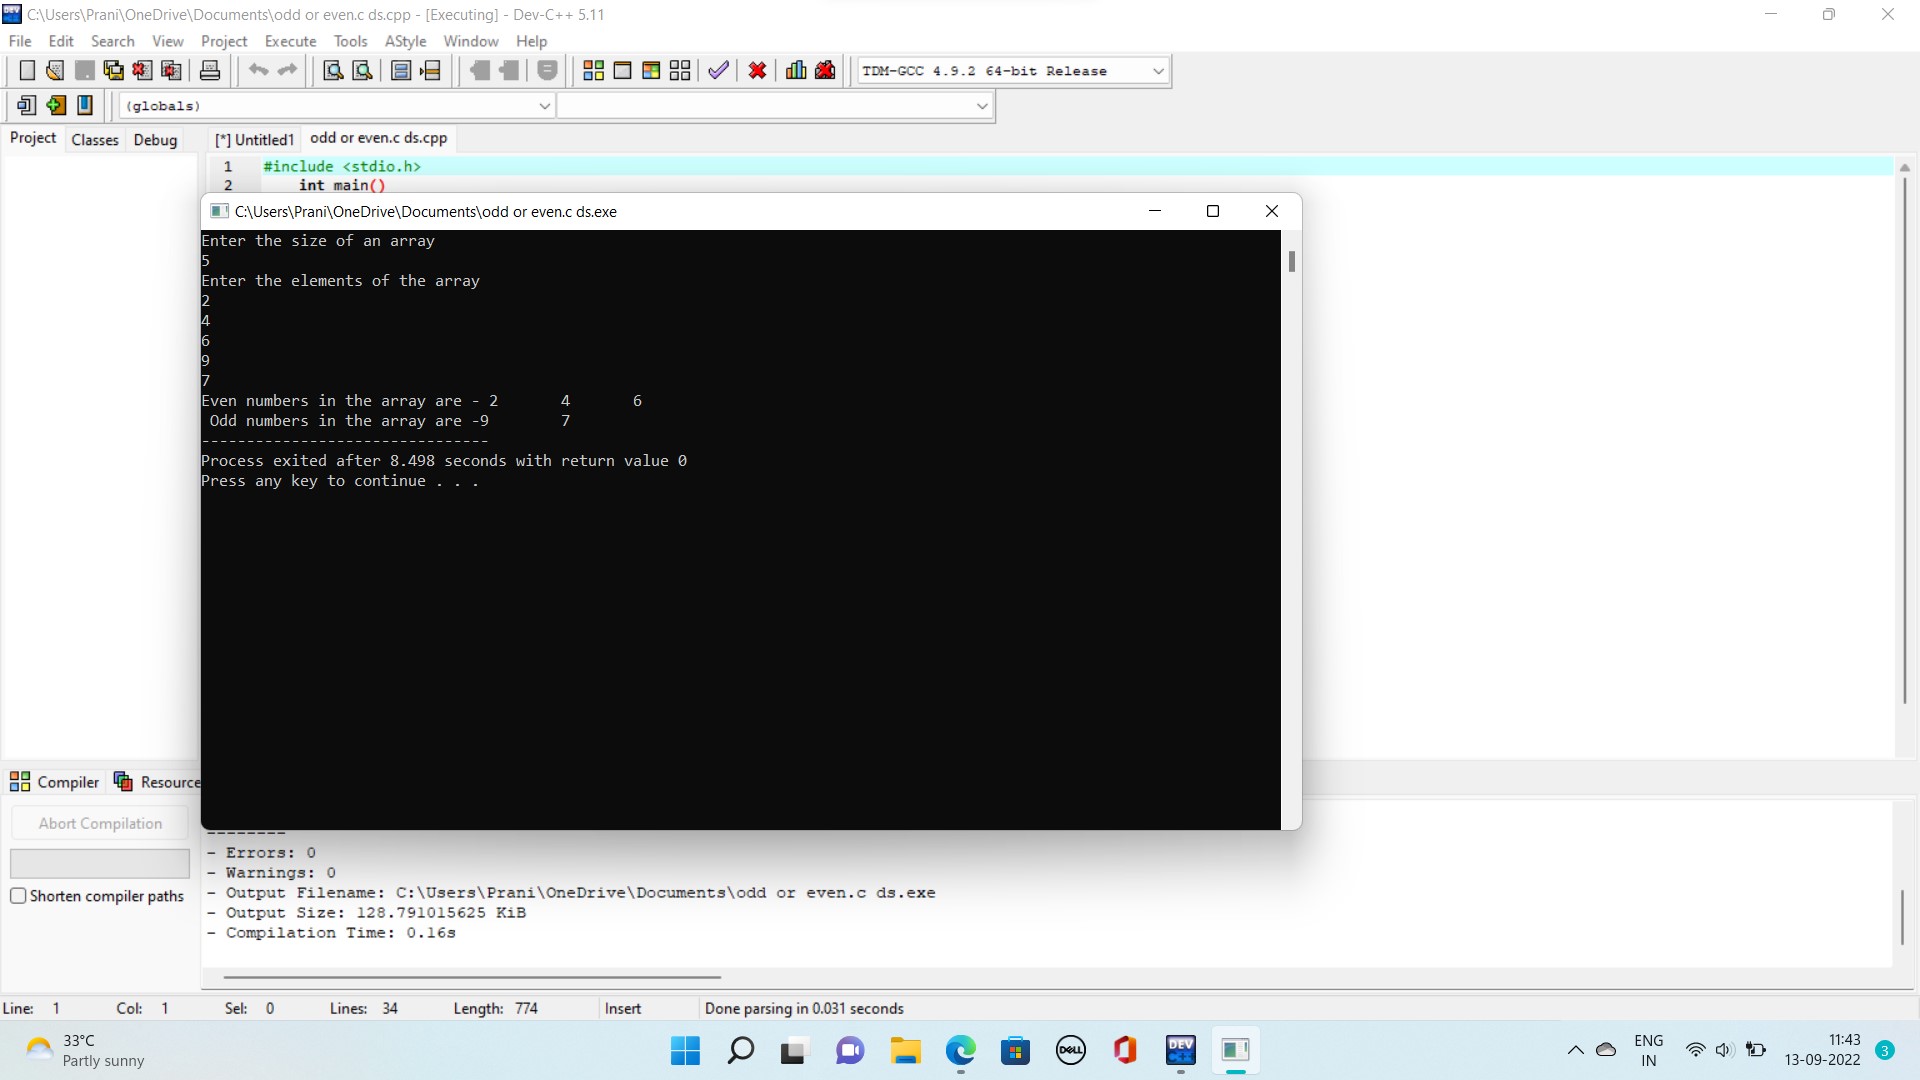 C:\Users\Prani\OneDrive\Documents\odd or even.c ds.cpp - [Executing] - Dev-C++ 5.11
File Edit Search View Project Execute Tools AStyle Window Help
TDM-GCC 4.9.2 64-bit Release
(globals)
Project Classes Debug [*] Untitled1 odd or even.c ds.cpp
1 #include <stdio.h>
2 int main()
C:\Users\Prani\OneDrive\Documents\odd or even.c ds.exe
Enter the size of an array
5
Enter the elements of the array
2
4
6
9
7
Even numbers in the array are - 2 4 6
Odd numbers in the array are -9 7
--------------------------------
Process exited after 8.498 seconds with return value 0
Press any key to continue . . .
Compiler Resource
Abort Compilation
Shorten compiler paths
--------
- Errors: 0
- Warnings: 0
- Output Filename: C:\Users\Prani\OneDrive\Documents\odd or even.c ds.exe
- Output Size: 128.791015625 KiB
- Compilation Time: 0.16s
Line: 1 Col: 1 Sel: 0 Lines: 34 Length: 774 Insert Done parsing in 0.031 seconds
33°C
Partly sunny
DELL
DEV
C++
ENG
IN
11:43
13-09-2022
3